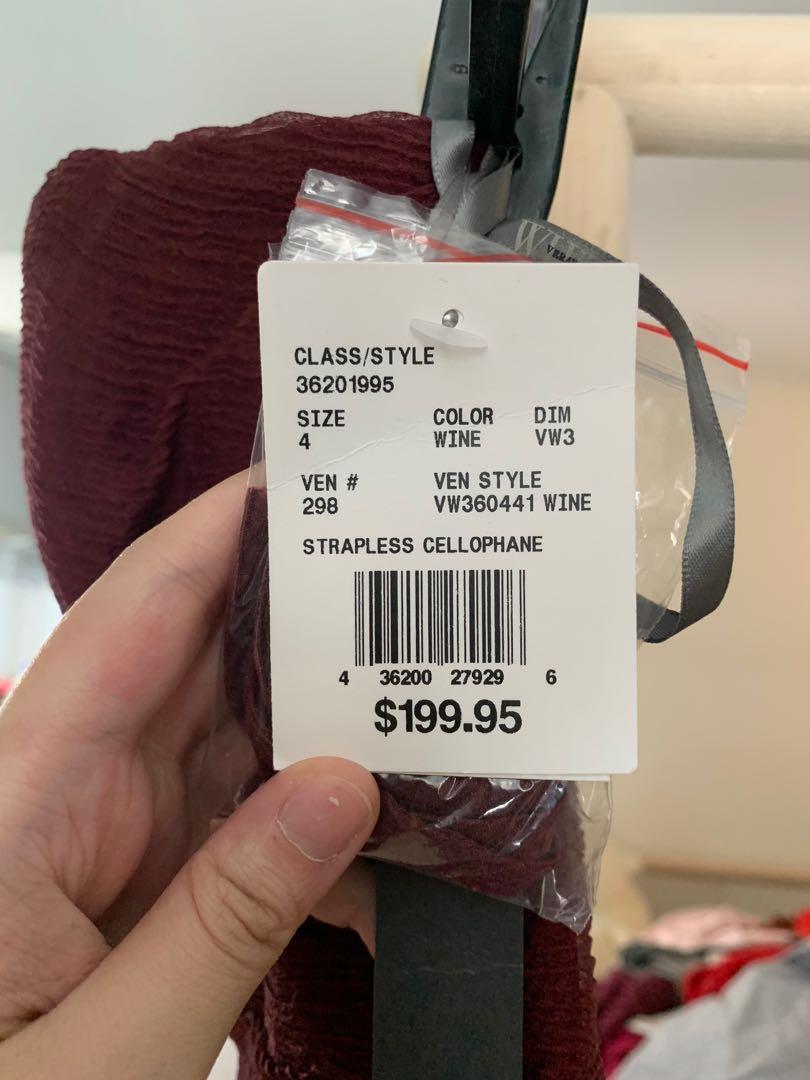 W
VERA
CLASS/STYLE
36201995
SIZE COLOR DIM
4 WINE VW3
VEN # VEN STYLE
298 VW360441 WINE
STRAPLESS CELLOPHANE
4 36200 27929 6
$199.95